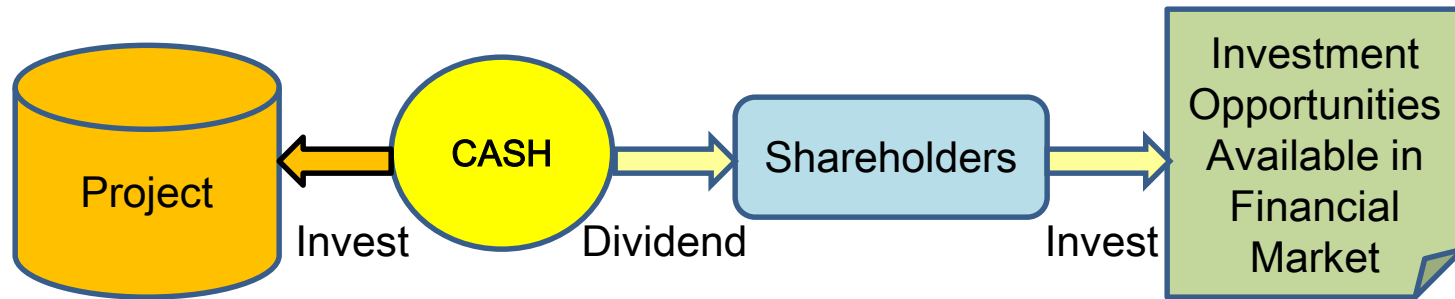 Project
Invest
CASH
Dividend
Shareholders
Invest
Investment
Opportunities
Available in
Financial
Market